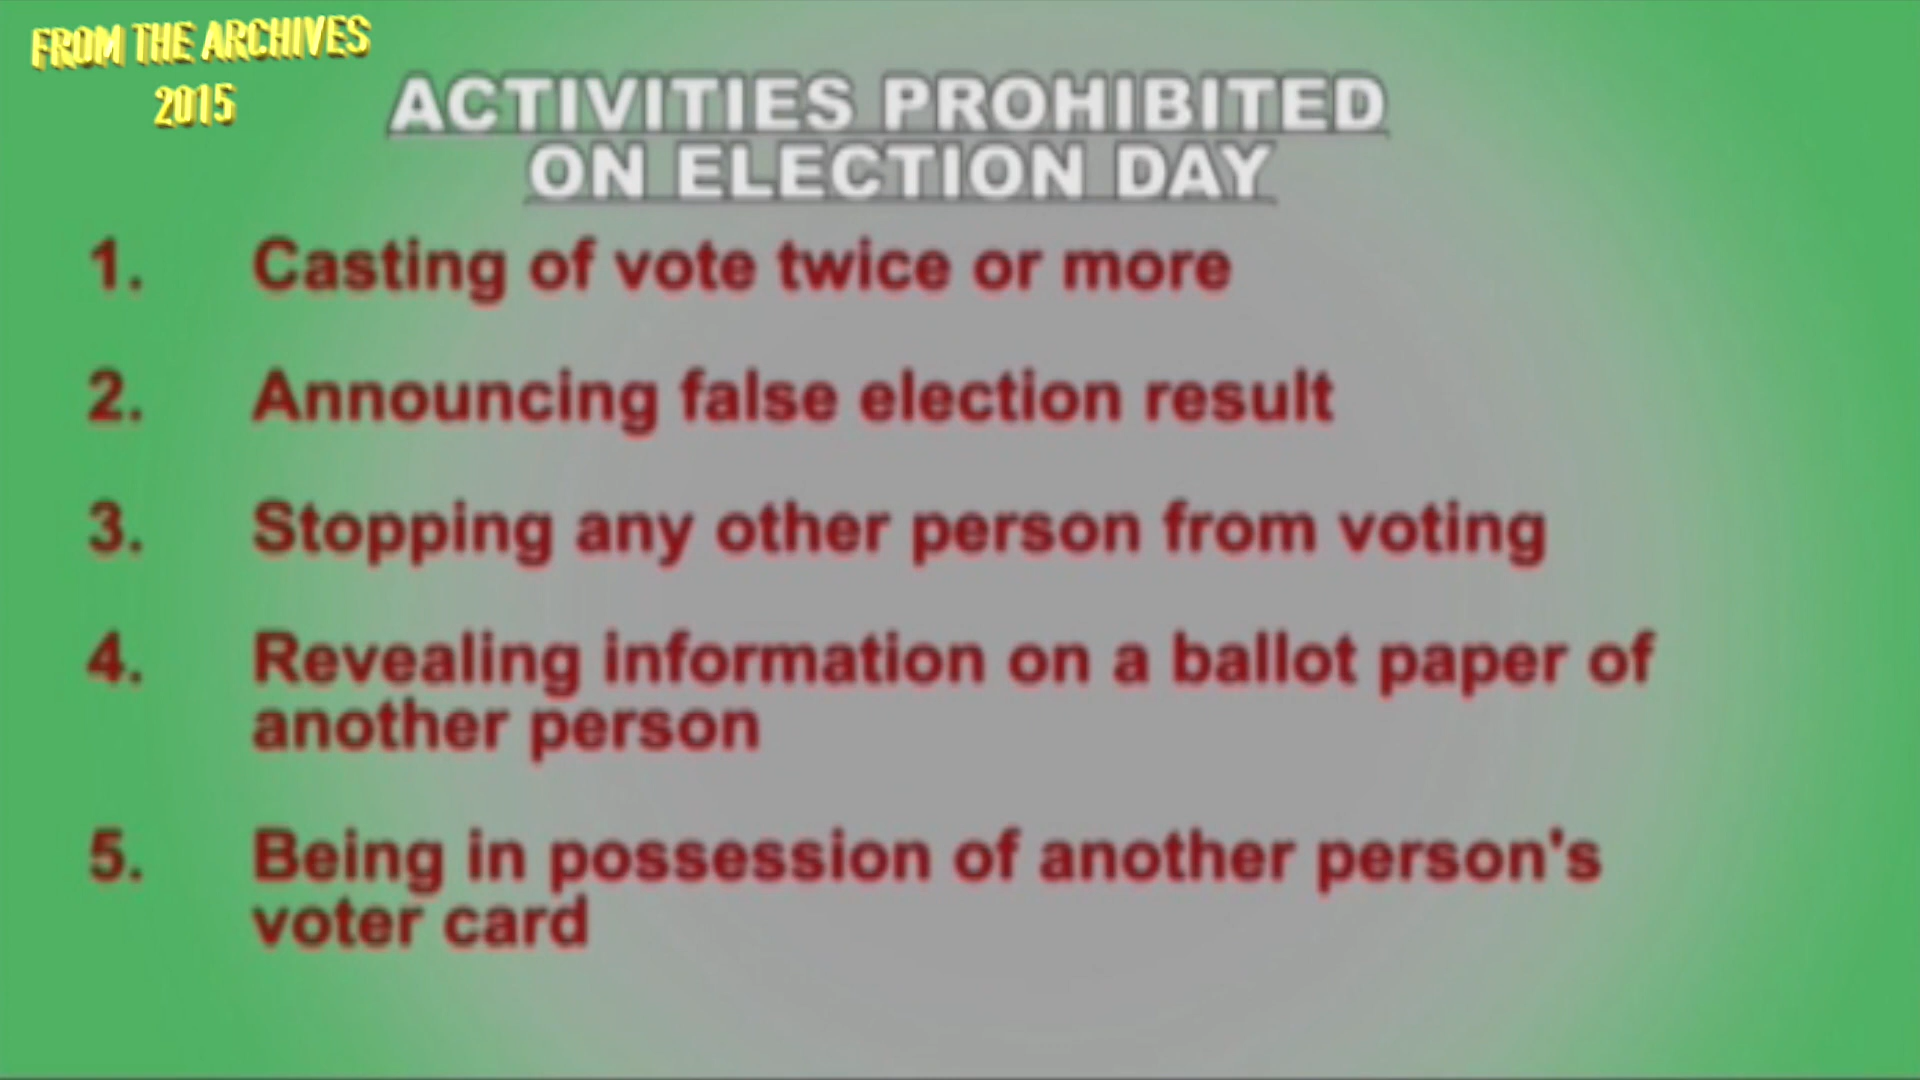 FROM THE ARCHIVES
2015
ACTIVITIES PROHIBITED
ON ELECTION DAY
1. Casting of vote twice or more
2. Announcing false election result
3. Stopping any other person from voting
4. Revealing information on a ballot paper of
another person
5. Being in possession of another person's
voter card